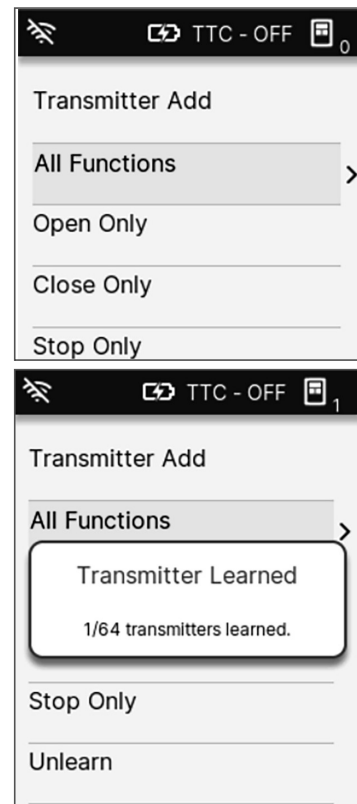 TTC - OFF 0
Transmitter Add
All Functions
Open Only
Close Only
Stop Only
TTC - OFF 1
Transmitter Add
All Functions
Transmitter Learned
1/64 transmitters learned.
Stop Only
Unlearn